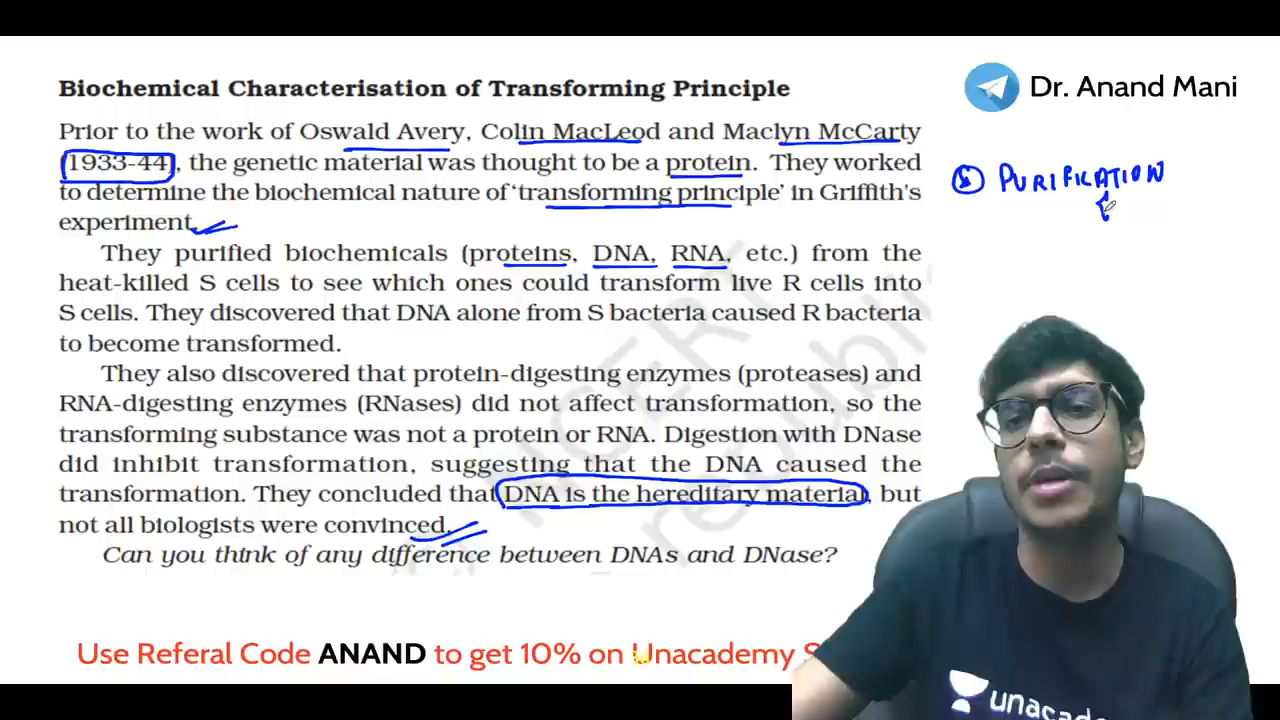 Biochemical Characterisation of Transforming Principle
Dr. Anand Mani
Prior to the work of Oswald Avery, Colin MacLeod and Maclyn McCarty
(1933-44), the genetic material was thought to be a protein. They worked
to determine the biochemical nature of ‘transforming principle’ in Griffith's
experiment.
PURIFICATION
They purified biochemicals (proteins, DNA, RNA, etc.) from the
heat-killed S cells to see which ones could transform live R cells into
S cells. They discovered that DNA alone from S bacteria caused R bacteria
to become transformed.
They also discovered that protein-digesting enzymes (proteases) and
RNA-digesting enzymes (RNases) did not affect transformation, so the
transforming substance was not a protein or RNA. Digestion with DNase
did inhibit transformation, suggesting that the DNA caused the
transformation. They concluded that DNA is the hereditary material, but
not all biologists were convinced.
Can you think of any difference between DNAs and DNase?
Use Referal Code ANAND to get 10% on Unacademy S
NCERT
republi
unacad